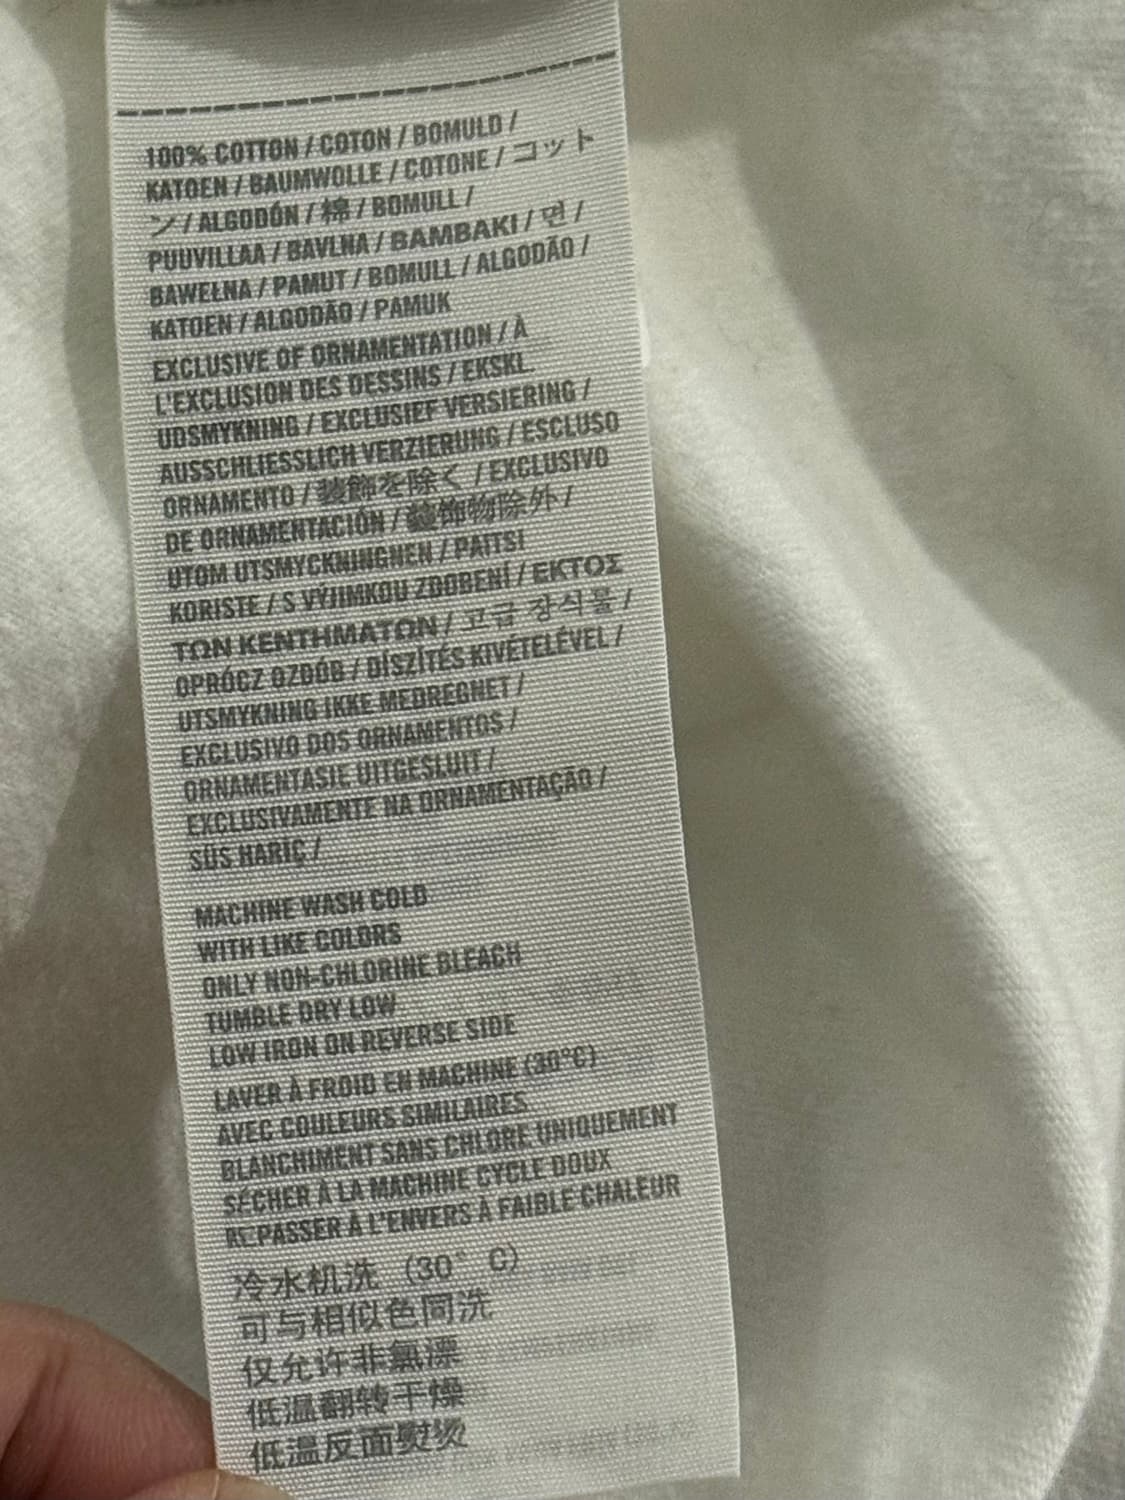 100% COTTON / COTON / BOMULD /
KATOEN / BAUMWOLLE / COTONE / コット
ン / ALGODÓN / 棉 / BOMULL /
PUUVILLAA / BAVLNA / BAMBAKI / 면 /
BAWEŁNA / PAMUT / BOMULL / ALGODÃO /
KATOEN / ALGODÃO / PAMUK
EXCLUSIVE OF ORNAMENTATION / À
L'EXCLUSION DES DESSINS / EKSKL.
UDSMYKNING / EXCLUSIEF VERSIERING /
AUSSCHLIESSLICH VERZIERUNG / ESCLUSO
ORNAMENTO / 装飾を除く / EXCLUSIVO
DE ORNAMENTACIÓN / 装饰物除外 /
UTOM UTSMYCKNINGNEN / PAITSI
KORISTE / S VÝJIMKOU ZDOBENÍ / ΕΚΤΟΣ
ΤΩΝ ΚΕΝΤΗΜΑΤΩΝ / 고급 장식물 /
OPRÓCZ OZDÓB / DÍSZÍTÉS KIVÉTELÉVEL /
UTSMYKNING IKKE MEDREGNET /
EXCLUSIVO DOS ORNAMENTOS /
ORNAMENTASIE UITGESLUIT /
EXCLUSIVAMENTE NA ORNAMENTAÇÃO /
SÜS HARİÇ /
MACHINE WASH COLD
WITH LIKE COLORS
ONLY NON-CHLORINE BLEACH
TUMBLE DRY LOW
LOW IRON ON REVERSE SIDE
LAVER À FROID EN MACHINE (30°C)
AVEC COULEURS SIMILAIRES
BLANCHIMENT SANS CHLORE UNIQUEMENT
SÉCHER À LA MACHINE CYCLE DOUX
REPASSER À L'ENVERS À FAIBLE CHALEUR
冷水机洗 (30° C)
可与相似色同洗
仅允许非氯漂
低温翻转干燥
低温反面熨烫